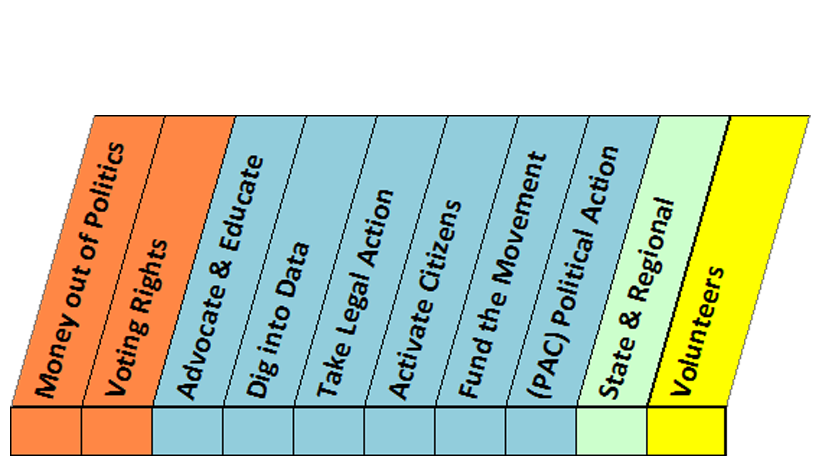 Money out of Politics
Voting Rights
Advocate & Educate
Dig into Data
Take Legal Action
Activate Citizens
Fund the Movement
(PAC) Political Action
State & Regional
Volunteers